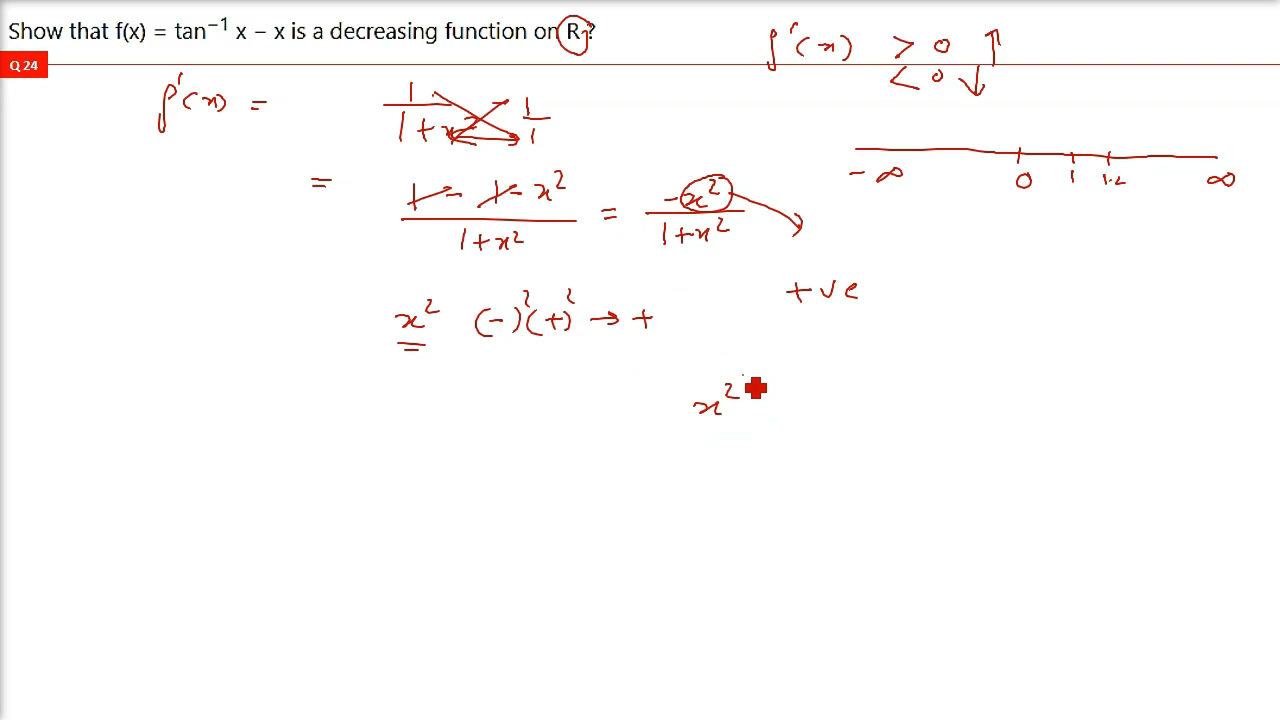 Show that f(x) = tan⁻¹ x − x is a decreasing function on R ?
Q 24
f'(x) > 0 ↑
< 0 ↓
f'(x) = 1/(1+x²) − 1/1
= (1 − 1 − x²)/(1+x²) = −x²/(1+x²)
−∞ 0 1 1.2 ∞
+ve
x² (−)² (+)² → +
x²